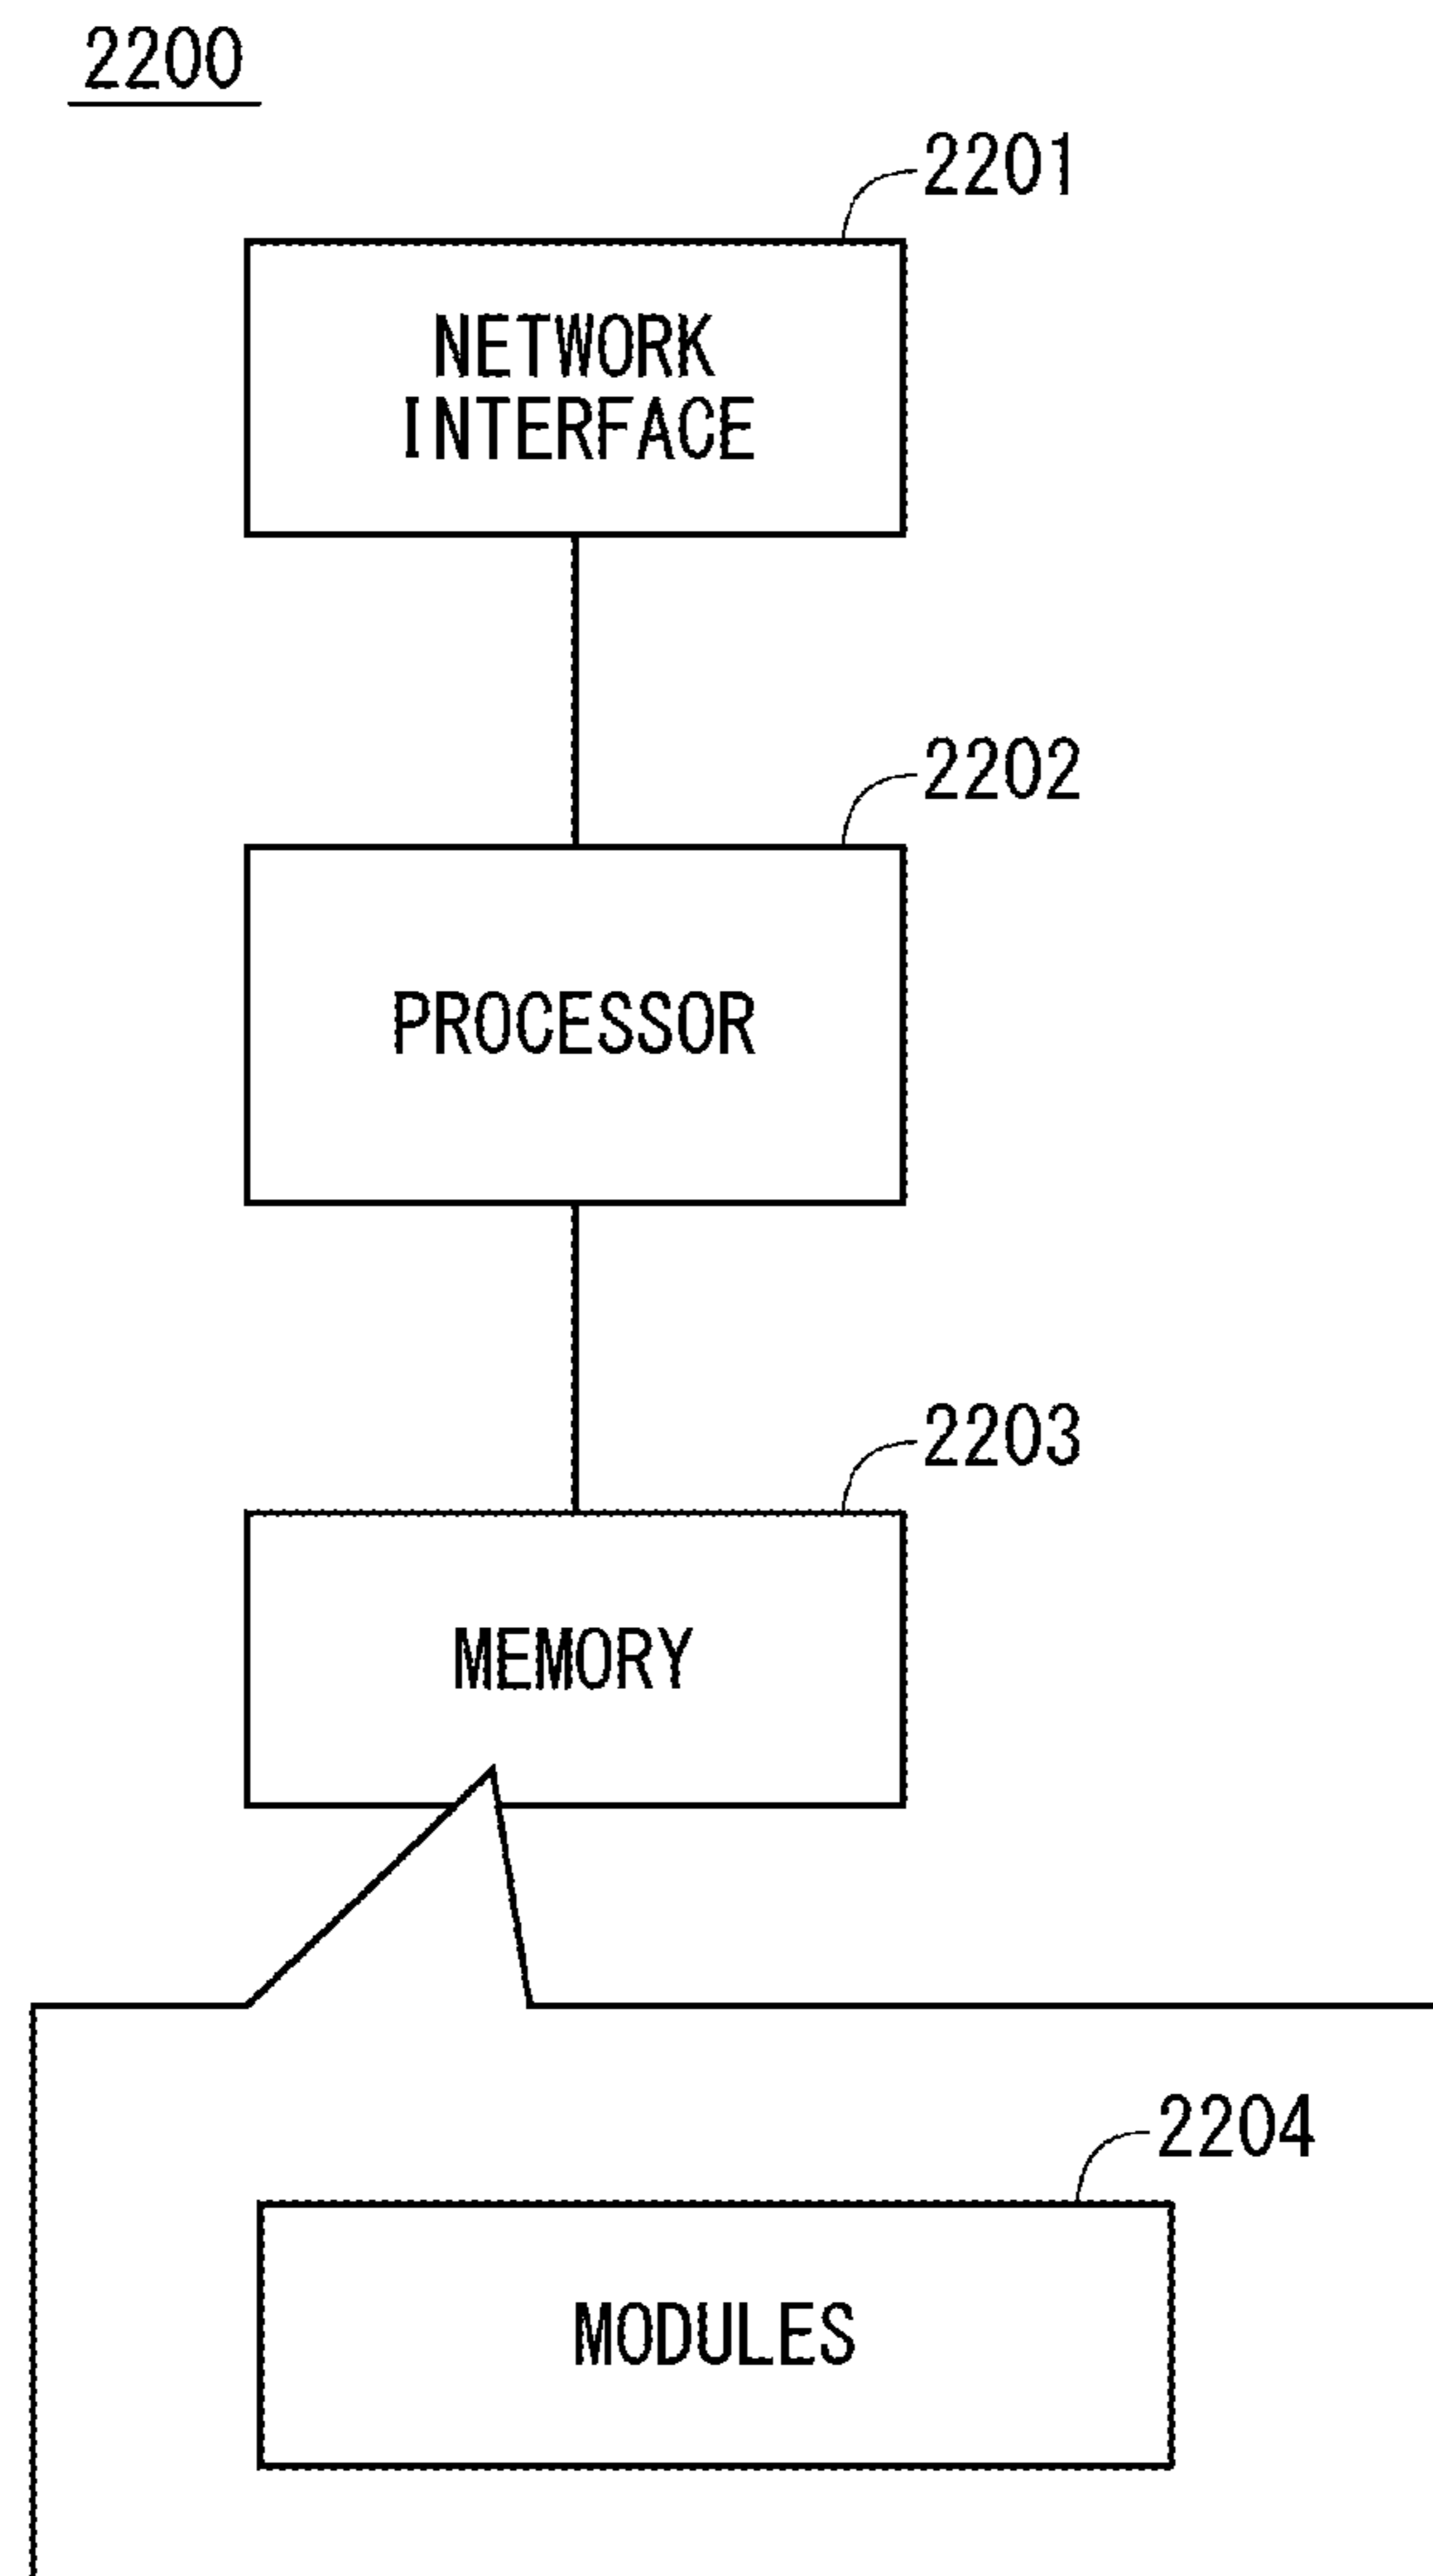 2200
2201
NETWORK
INTERFACE
2202
PROCESSOR
2203
MEMORY
2204
MODULES